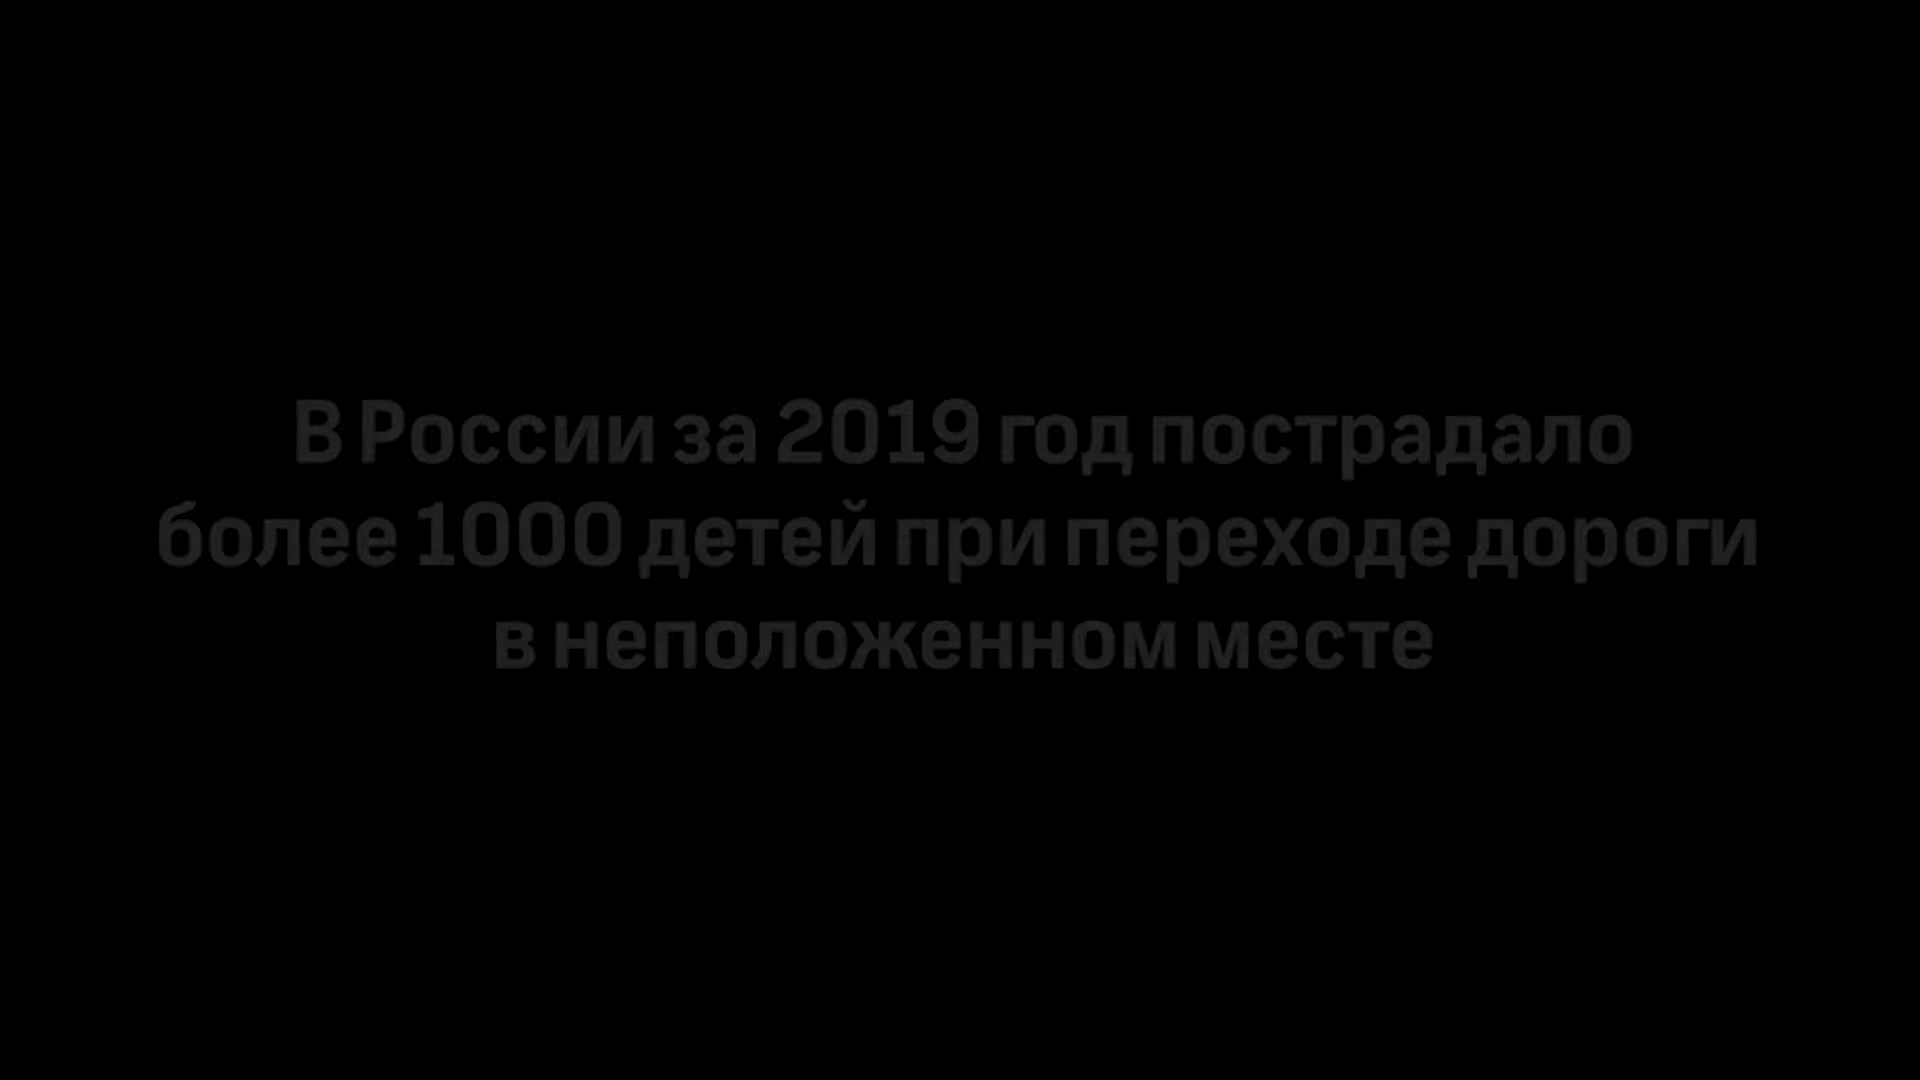 В России за 2019 год пострадало
более 1000 детей при переходе дороги
в неположенном месте